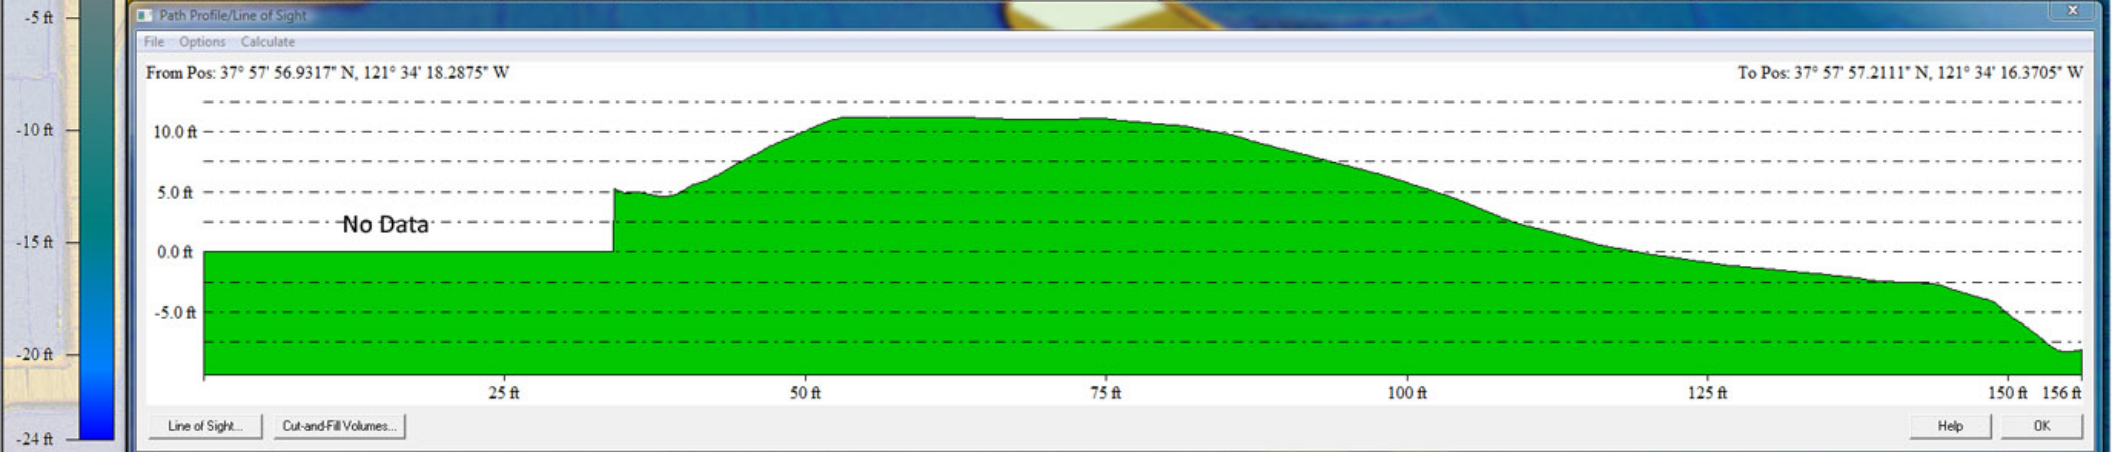 Path Profile/Line of Sight
File Options Calculate
From Pos: 37° 57' 56.9317" N, 121° 34' 18.2875" W
To Pos: 37° 57' 57.2111" N, 121° 34' 16.3705" W
-5 ft
-10 ft
-15 ft
-20 ft
-24 ft
10.0 ft
5.0 ft
No Data
0.0 ft
-5.0 ft
25 ft 50 ft 75 ft 100 ft 125 ft 150 ft 156 ft
Line of Sight... Cut-and-Fill Volumes... Help OK